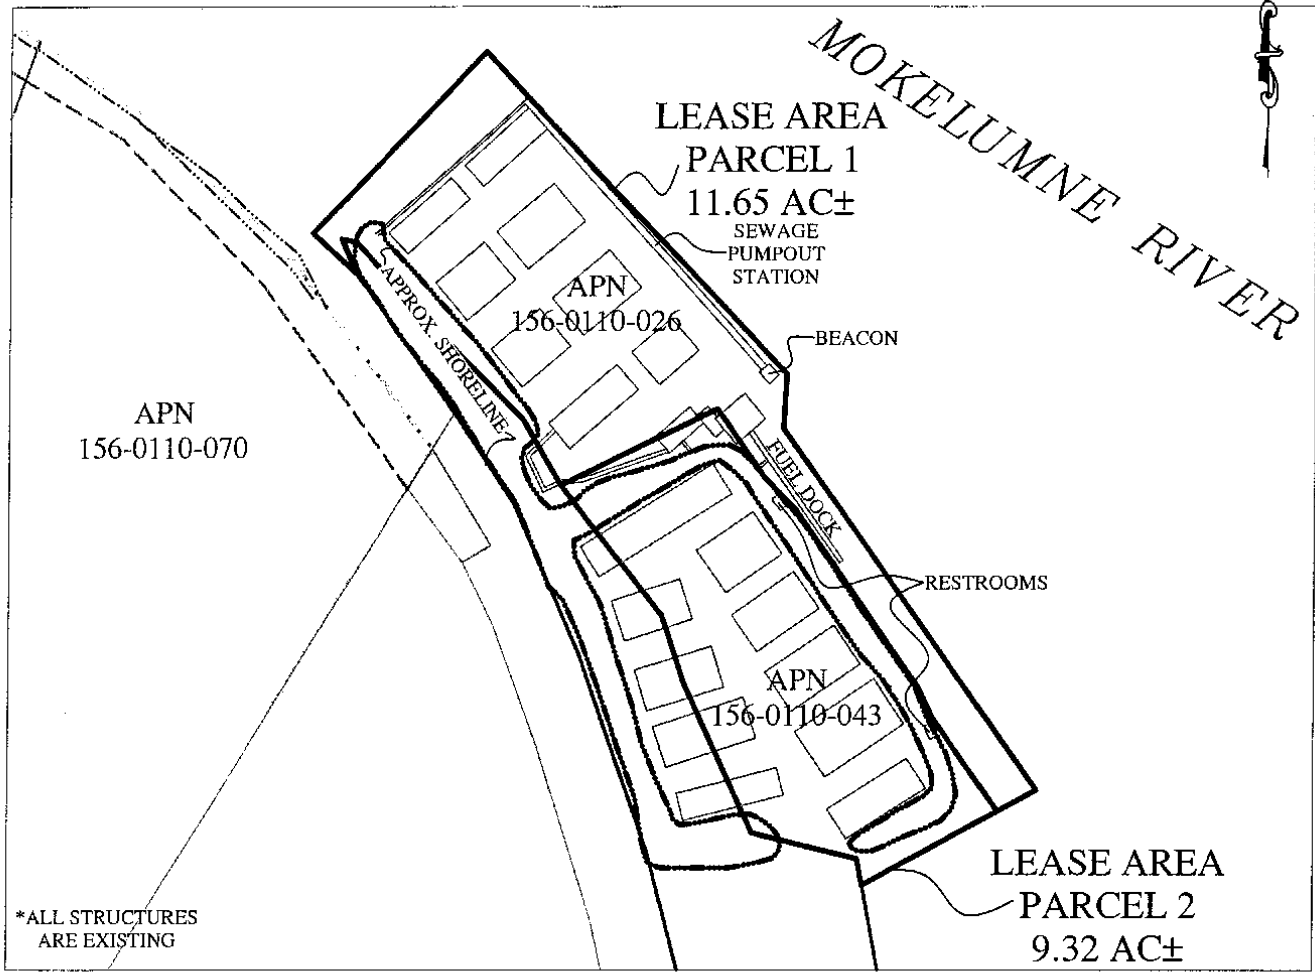 MOKELUMNE RIVER
LEASE AREA
PARCEL 1
11.65 AC±
SEWAGE
PUMPOUT
STATION
APN
156-0110-026
BEACON
APPROX. SHORELINE
APN
156-0110-070
FUEL DOCK
RESTROOMS
APN
156-0110-043
LEASE AREA
PARCEL 2
9.32 AC±
*ALL STRUCTURES
ARE EXISTING